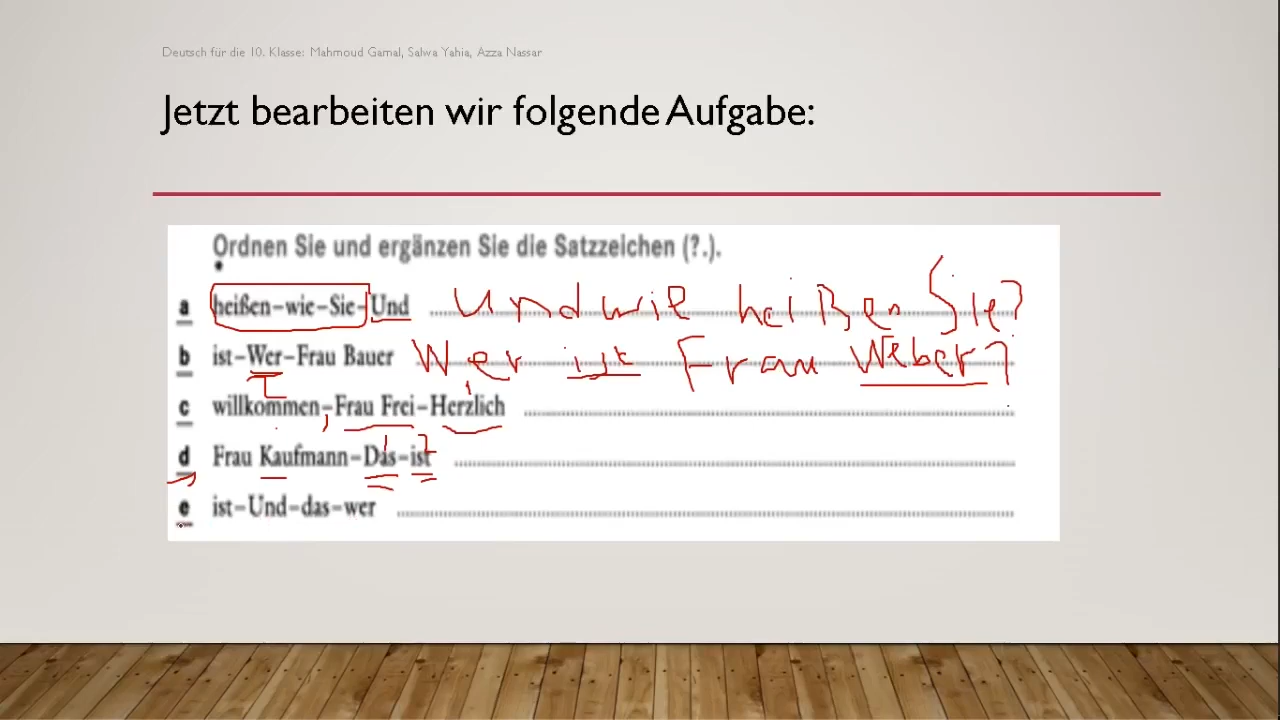 Deutsch für die 10. Klasse: Mahmoud Gamal, Salwa Yahia, Azza Nassar
Jetzt bearbeiten wir folgende Aufgabe:
Ordnen Sie und ergänzen Sie die Satzzeichen (?.).
a heißen–wie–Sie–Und Und wie heißen Sie?
b ist–Wer–Frau Bauer Wer ist Frau Weber?
c willkommen–Frau Frei–Herzlich
d Frau Kaufmann–Das–ist
e ist–Und–das–wer